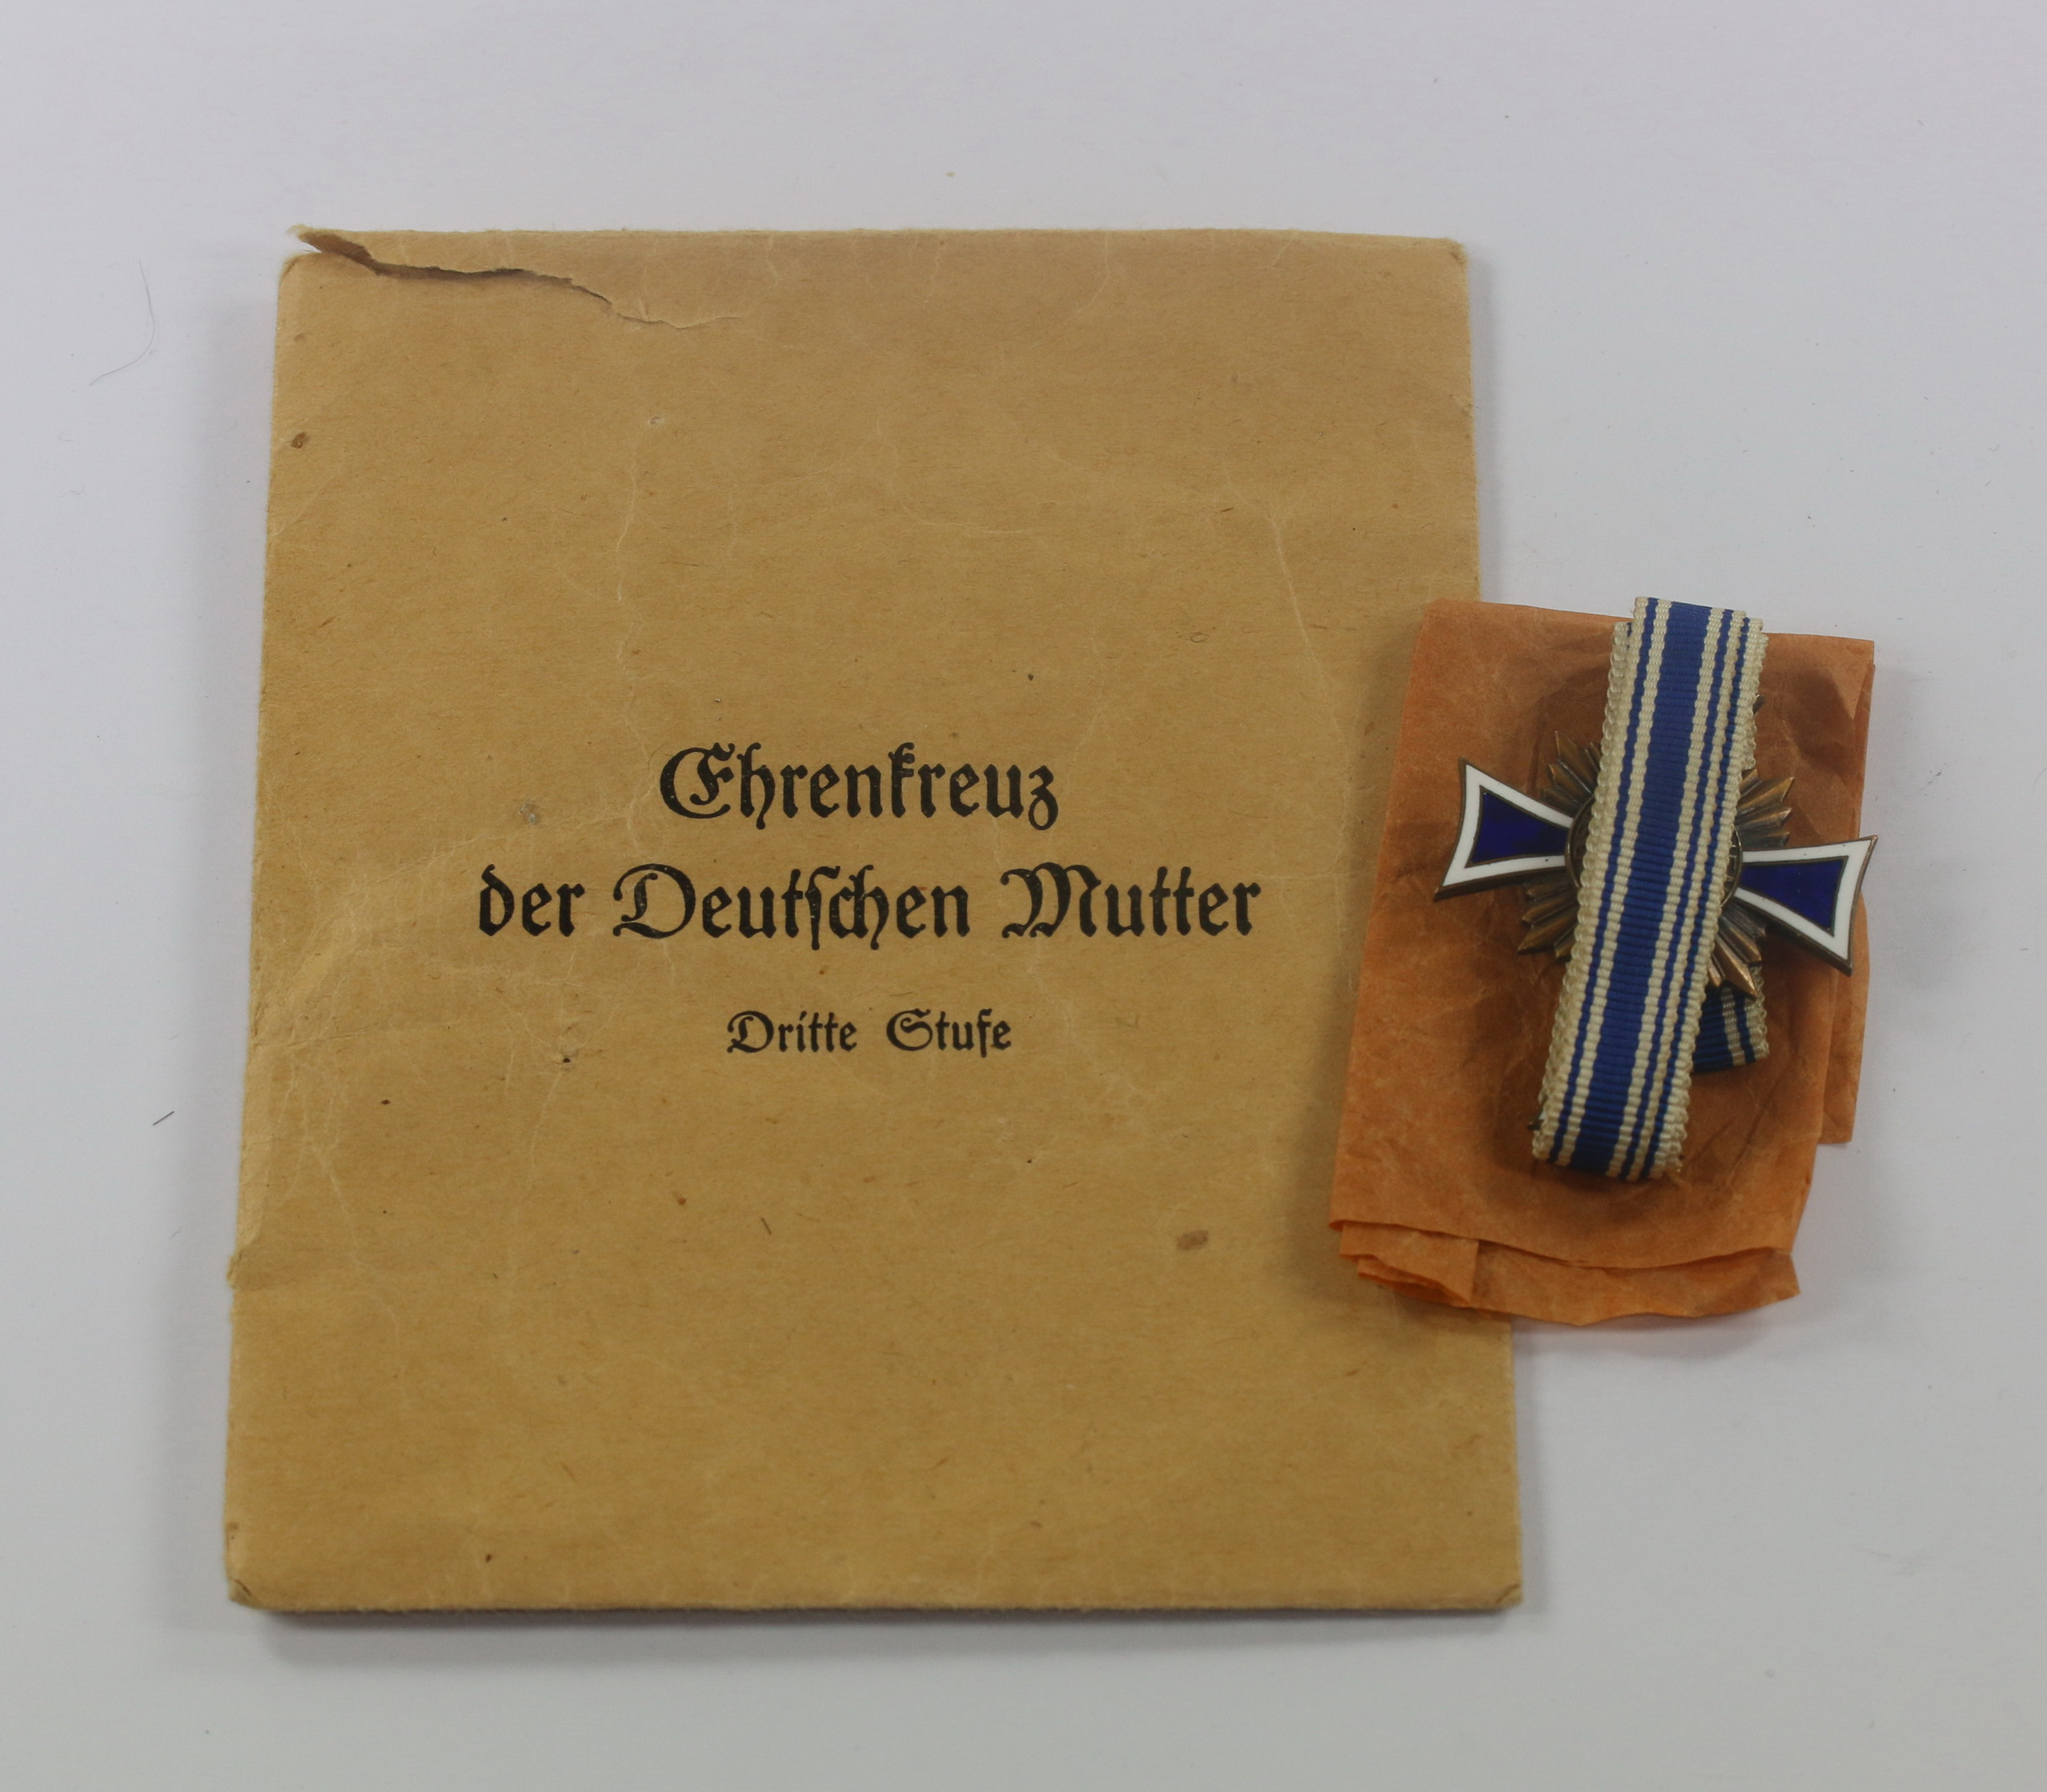 Ehrenkreuz
der Deutſchen Mutter
Dritte Stufe